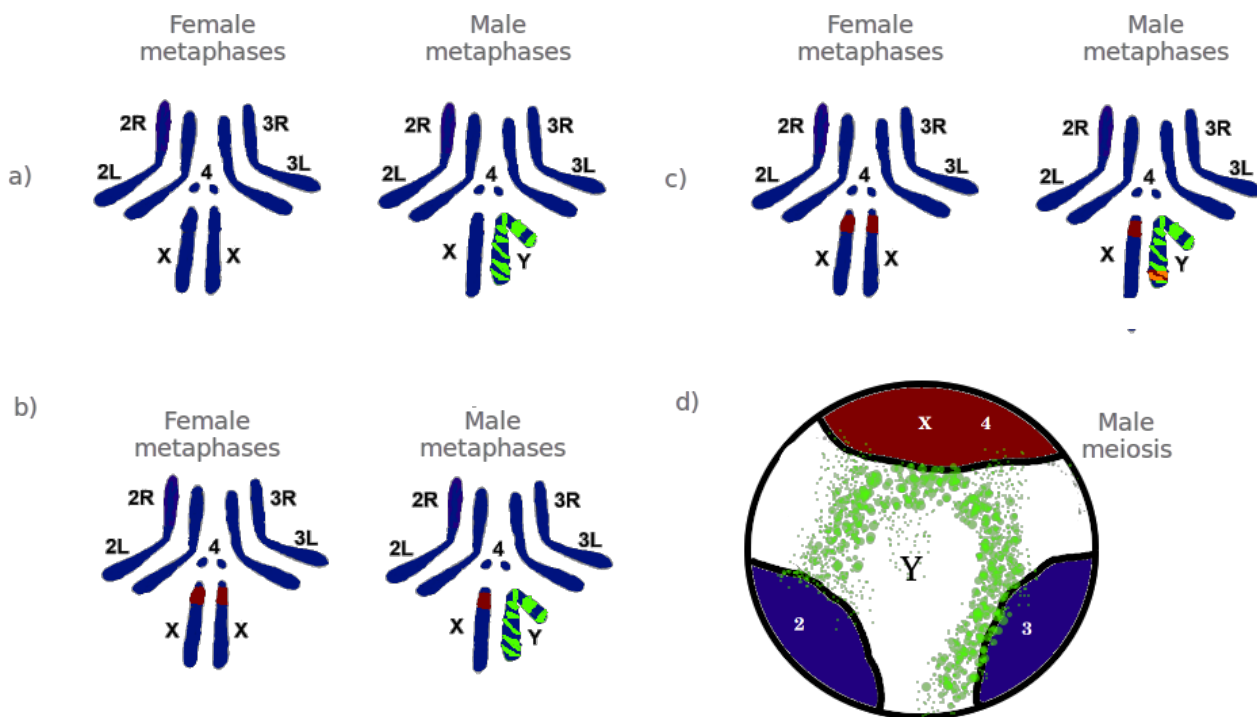 Female
metaphases
Male
metaphases
a)
2R
3R
2L
4
3L
X
X
2R
3R
2L
4
3L
X
Y
Female
metaphases
Male
metaphases
c)
2R
3R
2L
4
3L
X
X
2R
3R
2L
4
3L
X
Y
b)
Female
metaphases
Male
metaphases
2R
3R
2L
4
3L
X
X
2R
3R
2L
4
3L
X
Y
d)
Male
meiosis
X 4
Y
2
3